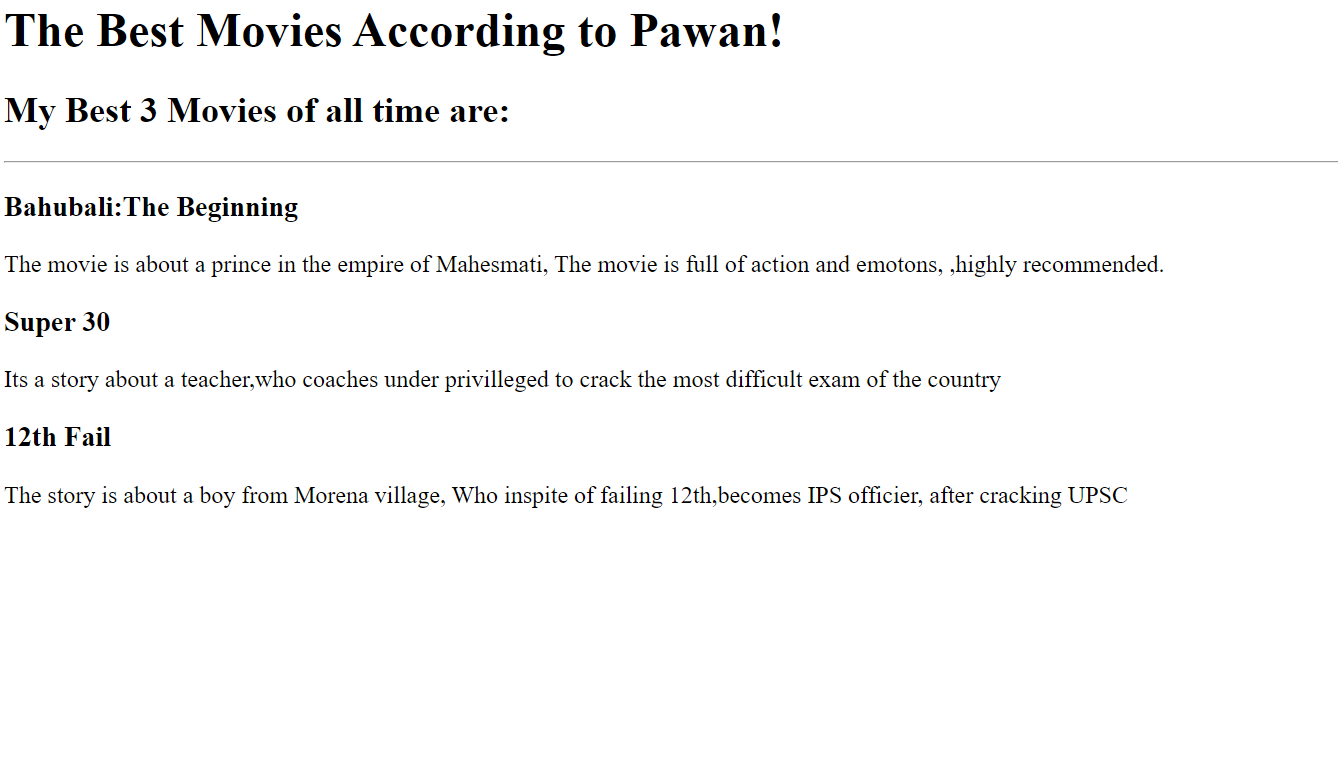 The Best Movies According to Pawan!
My Best 3 Movies of all time are:
Bahubali:The Beginning
The movie is about a prince in the empire of Mahesmati, The movie is full of action and emotons, ,highly recommended.
Super 30
Its a story about a teacher,who coaches under privilleged to crack the most difficult exam of the country
12th Fail
The story is about a boy from Morena village, Who inspite of failing 12th,becomes IPS officier, after cracking UPSC